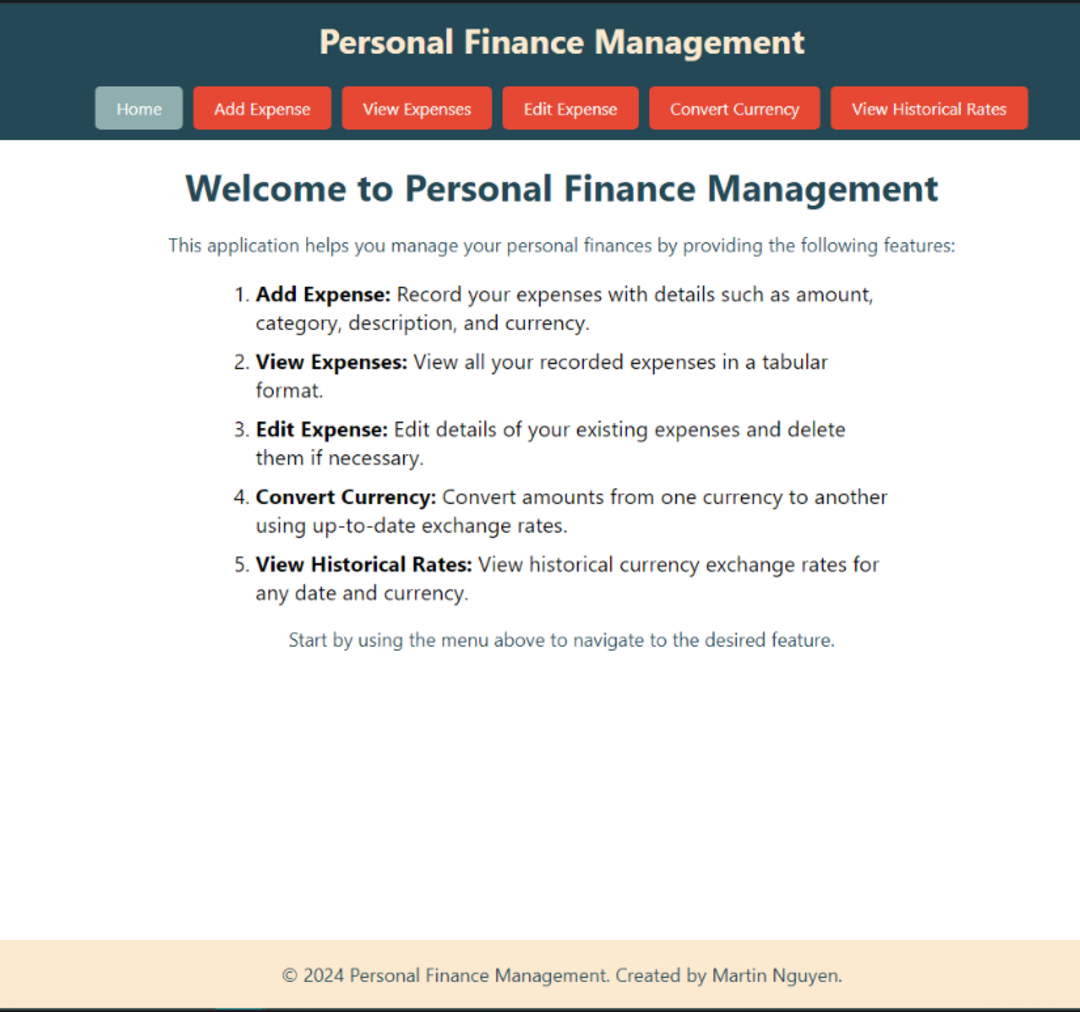 Personal Finance Management
Home Add Expense View Expenses Edit Expense Convert Currency View Historical Rates
Welcome to Personal Finance Management
This application helps you manage your personal finances by providing the following features:
1. Add Expense: Record your expenses with details such as amount,
category, description, and currency.
2. View Expenses: View all your recorded expenses in a tabular
format.
3. Edit Expense: Edit details of your existing expenses and delete
them if necessary.
4. Convert Currency: Convert amounts from one currency to another
using up-to-date exchange rates.
5. View Historical Rates: View historical currency exchange rates for
any date and currency.
Start by using the menu above to navigate to the desired feature.
© 2024 Personal Finance Management. Created by Martin Nguyen.